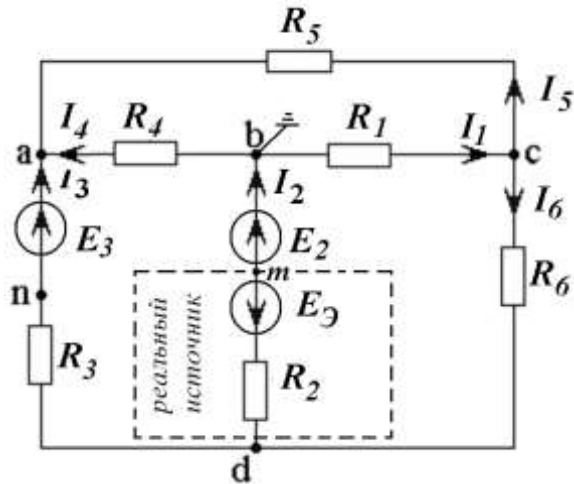 R5
I5
I4 R4 b R1 I1
a c
I3 I2 I6
E3 E2
m
n EЭ R6
реальный
источник
R3 R2
d